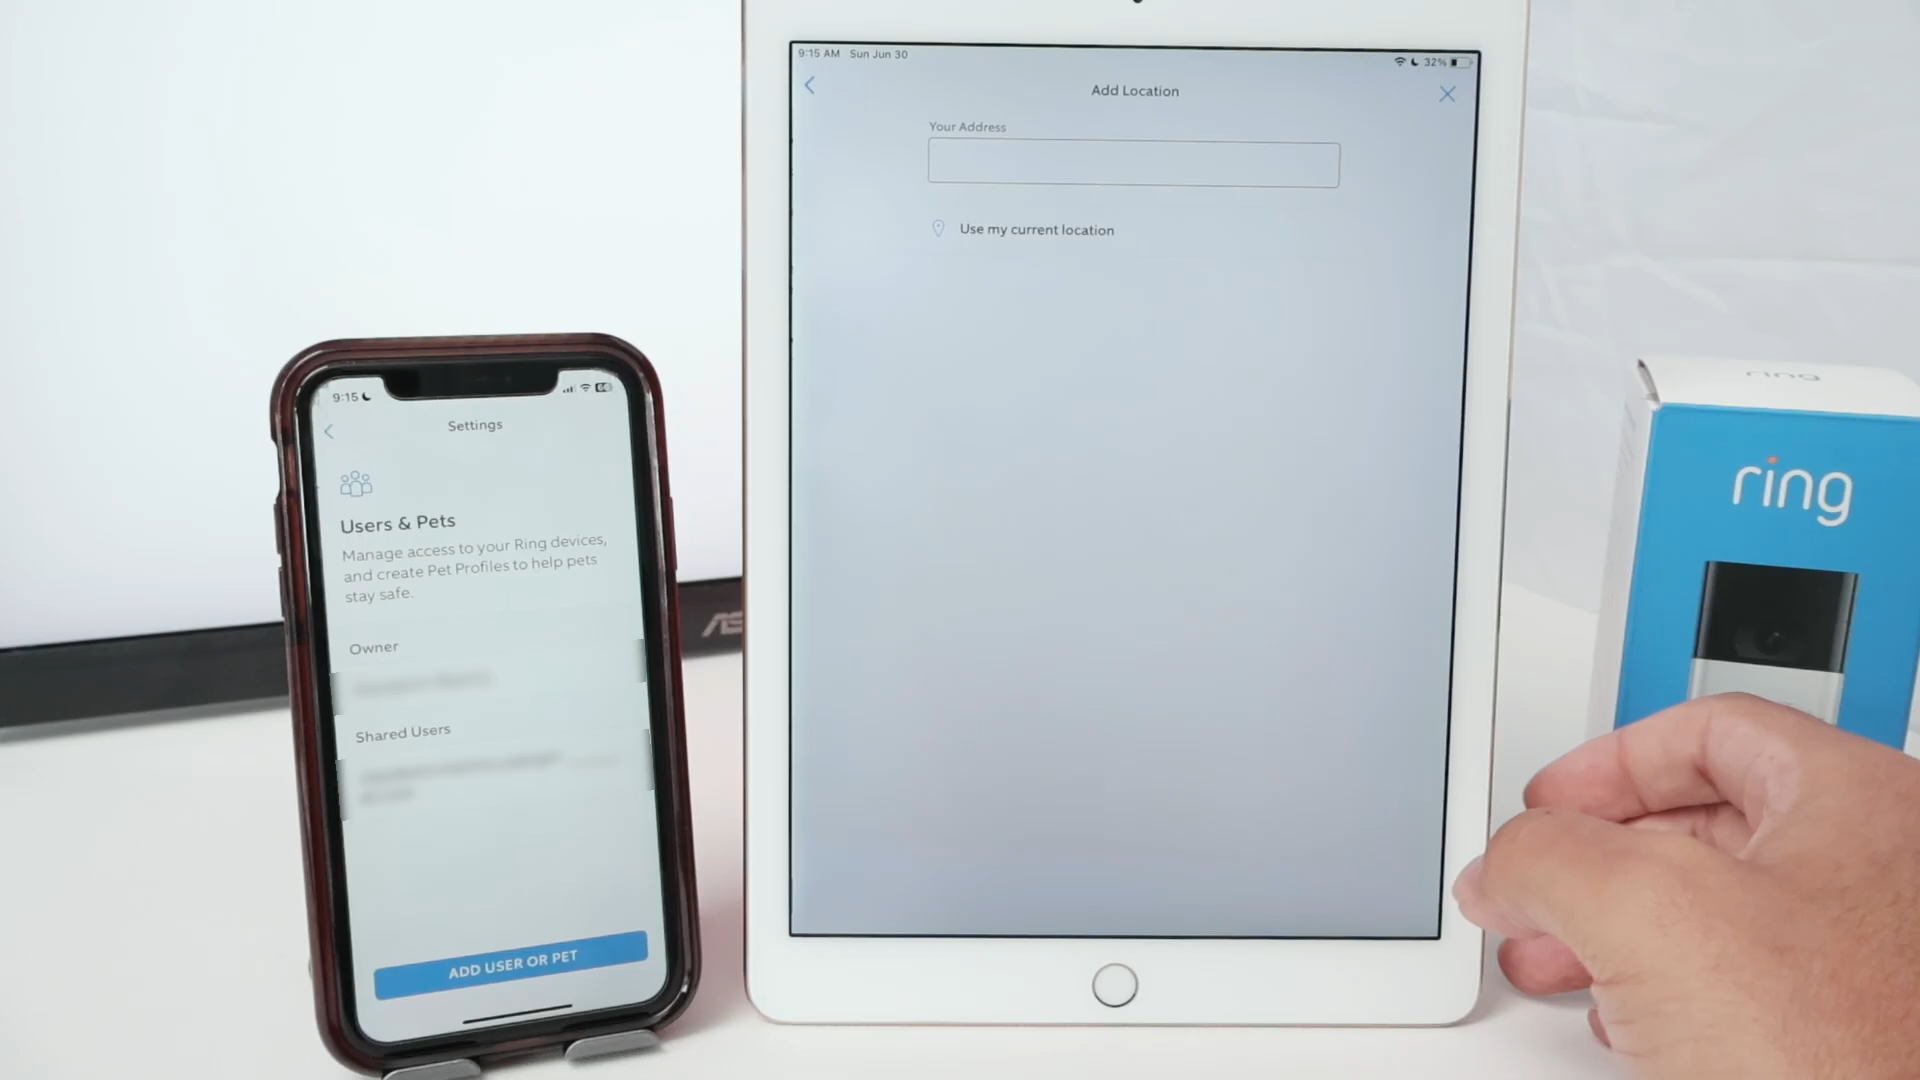 9:15
Settings
Users & Pets
Manage access to your Ring devices,
and create Pet Profiles to help pets
stay safe.
Owner
Shared Users
ADD USER OR PET
9:15 AM Sun Jun 30
32%
Add Location
Your Address
Use my current location
ring
ring